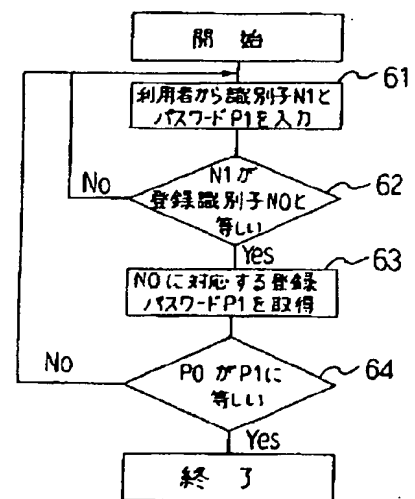 開始
61
利用者から識別子N1と
パスワードP1を入力
N1が
登録識別子N0と
等しい
62
No
Yes
63
N0に対応する登録
パスワードP1を取得
P0がP1に
等しい
64
No
Yes
終了